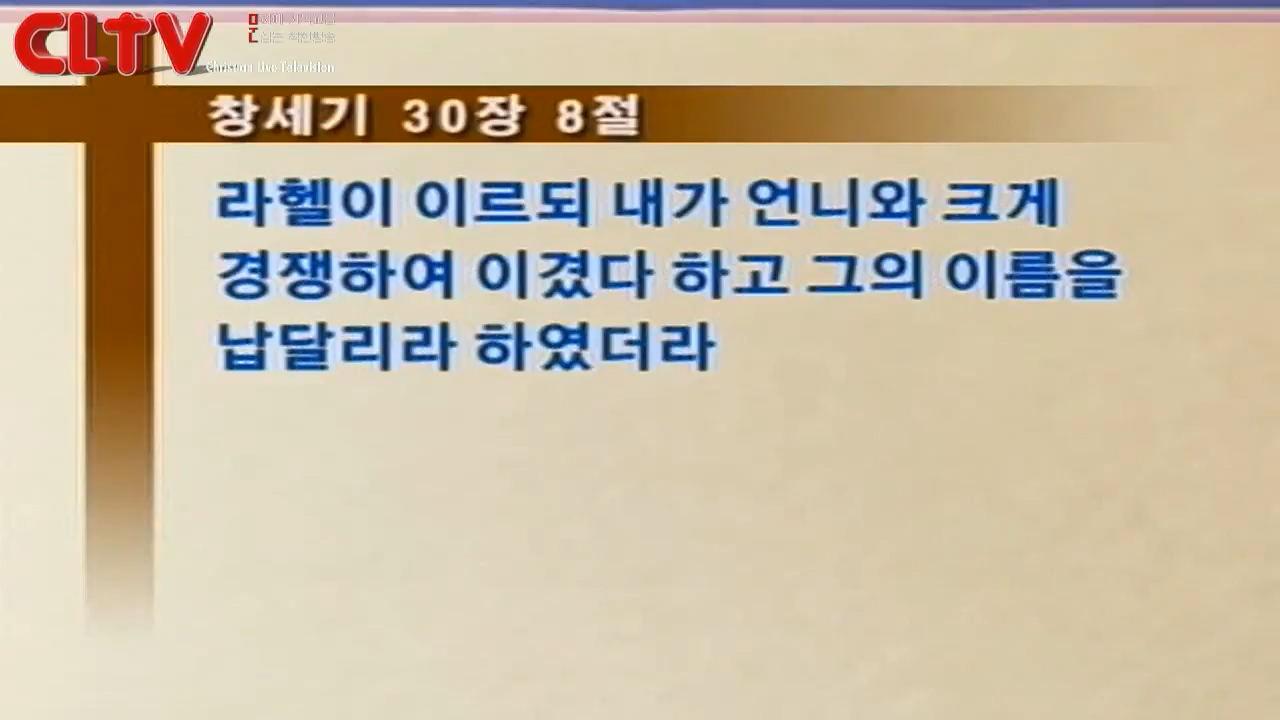 CLTV
Christian Live Television
창세기 30장 8절
라헬이 이르되 내가 언니와 크게
경쟁하여 이겼다 하고 그의 이름을
납달리라 하였더라